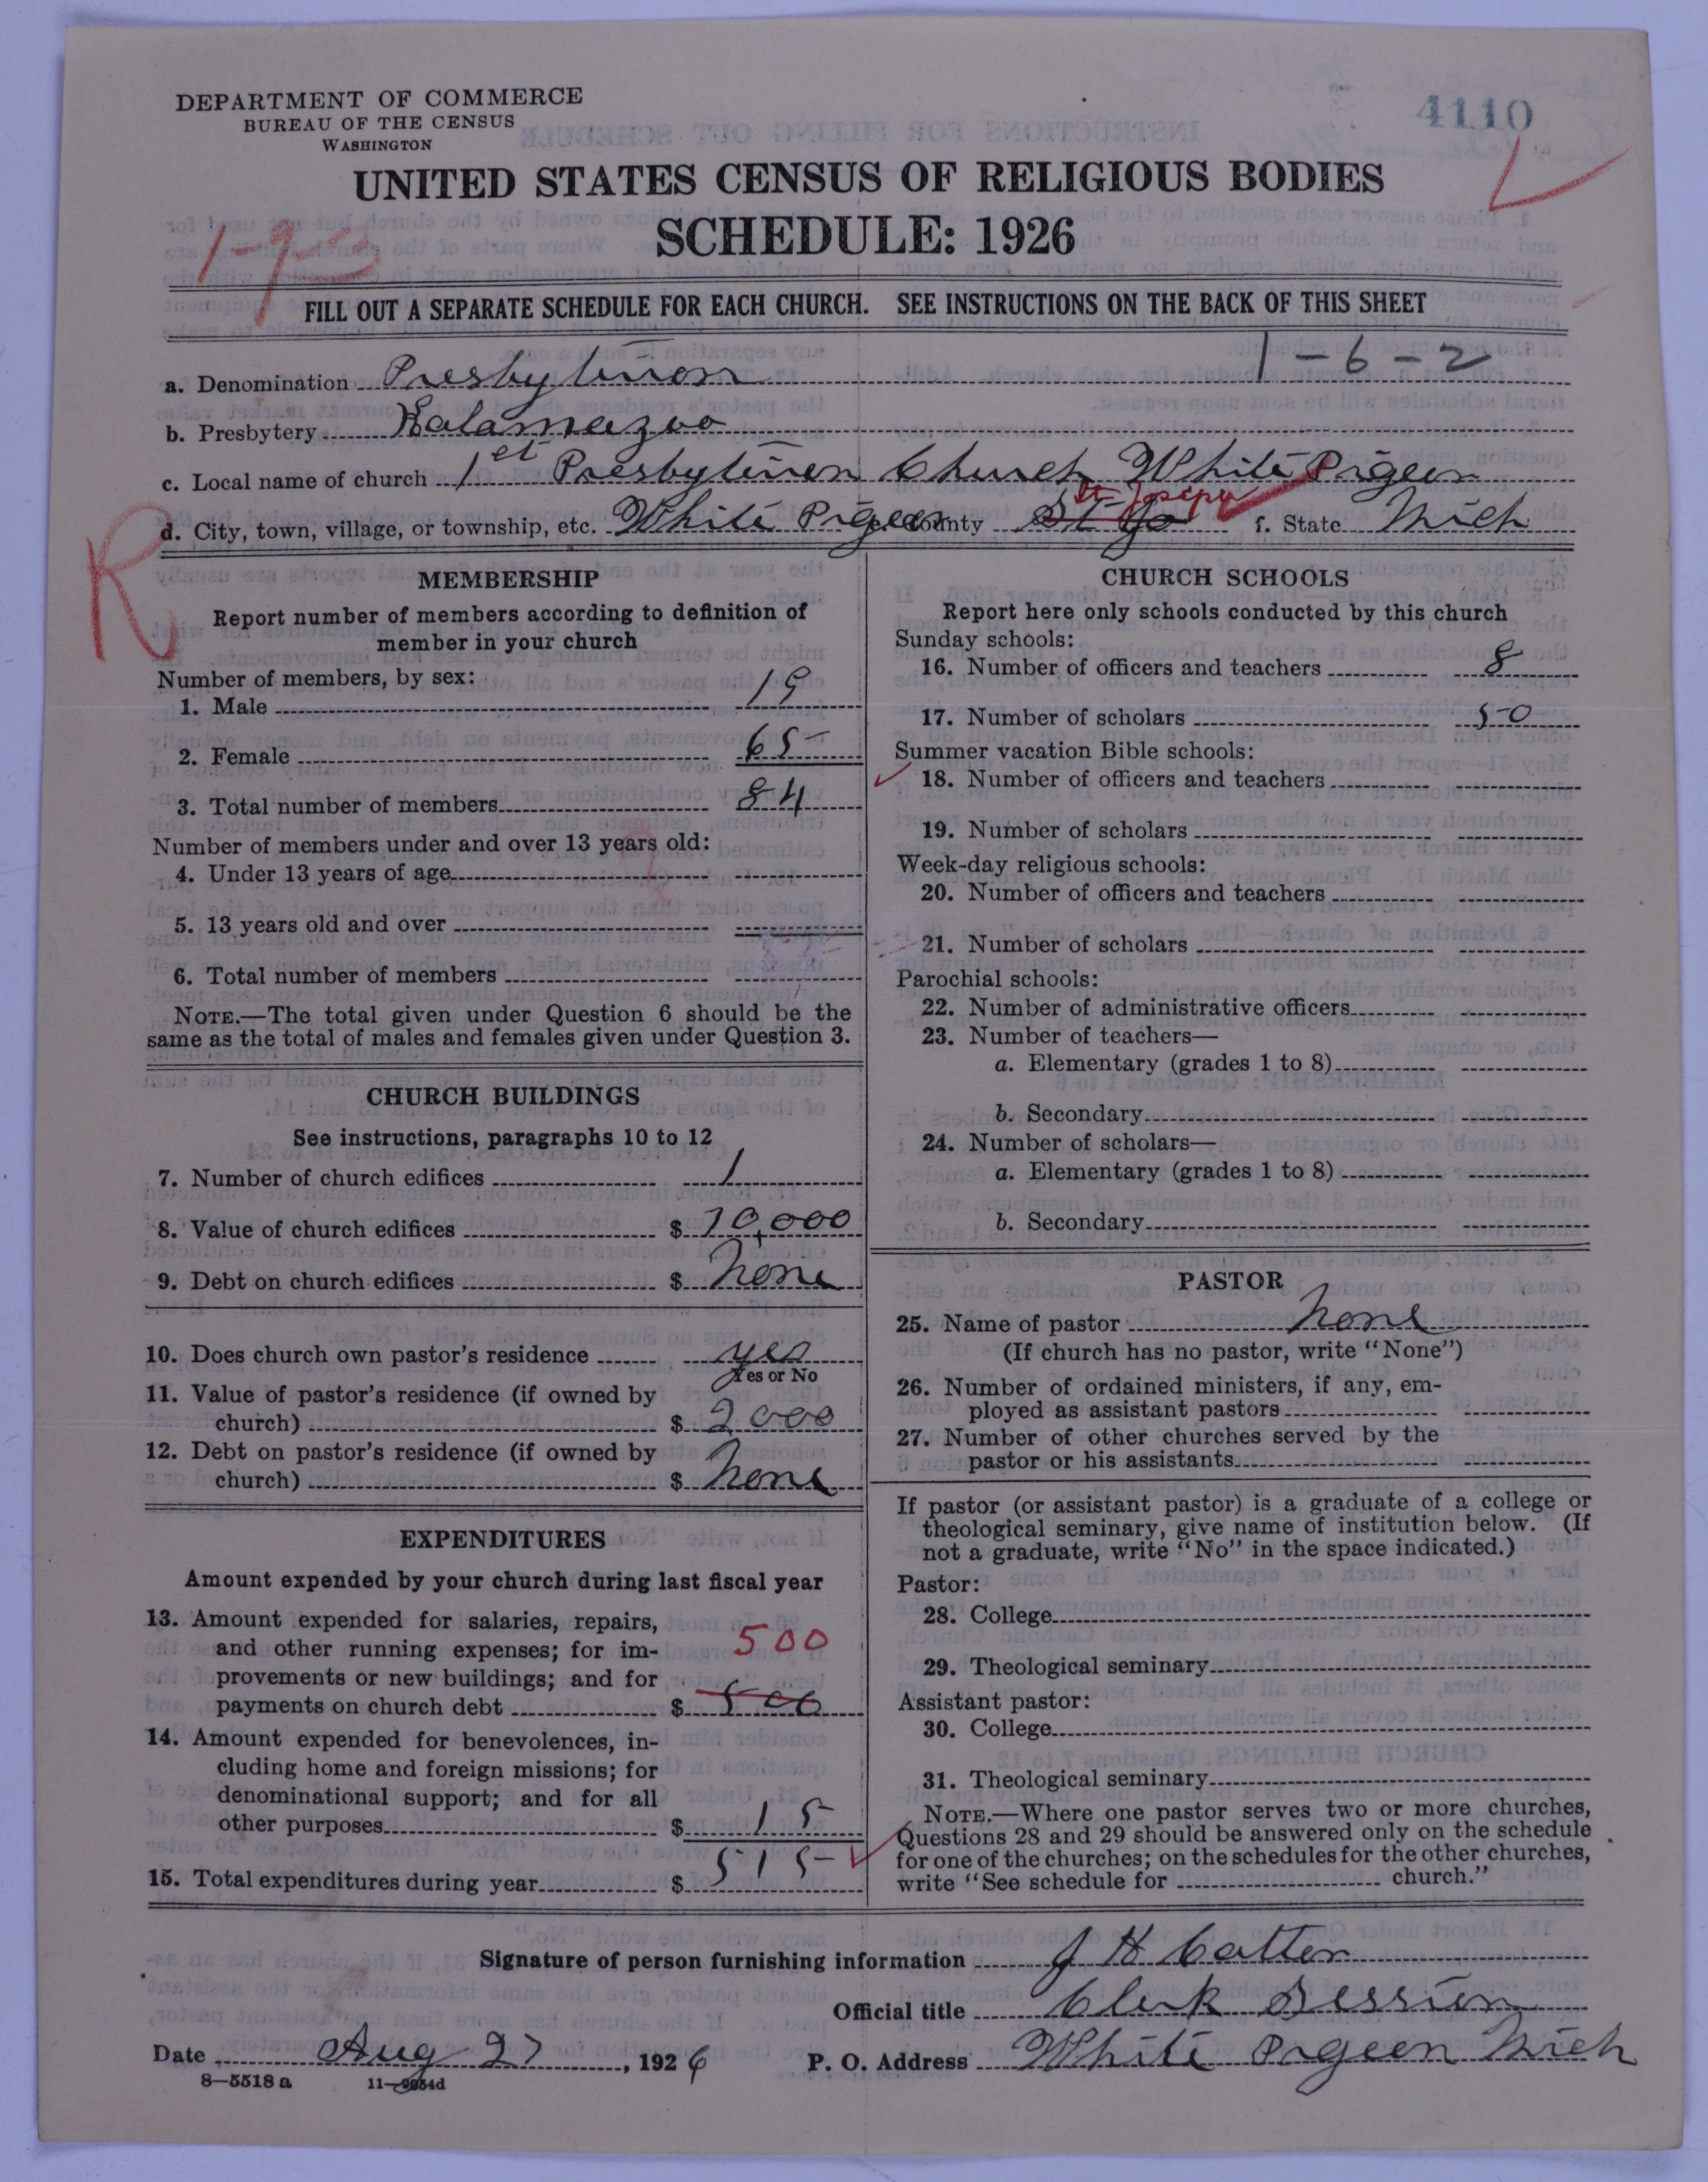 DEPARTMENT OF COMMERCE
BUREAU OF THE CENSUS
WASHINGTON
4110
UNITED STATES CENSUS OF RELIGIOUS BODIES
SCHEDULE: 1926
1-9-3
FILL OUT A SEPARATE SCHEDULE FOR EACH CHURCH. SEE INSTRUCTIONS ON THE BACK OF THIS SHEET
1-6-2
a. Denomination Presbyterian
b. Presbytery Kalamazoo
c. Local name of church 1st Presbyterian Church White Pigeon
d. City, town, village, or township, etc. White Pigeon e. County St Jo St Joseph f. State Mich
R
MEMBERSHIP
Report number of members according to definition of
member in your church
Number of members, by sex:
1. Male 19
2. Female 65
3. Total number of members 84
Number of members under and over 13 years old:
4. Under 13 years of age
5. 13 years old and over
6. Total number of members
NOTE.—The total given under Question 6 should be the
same as the total of males and females given under Question 3.
CHURCH BUILDINGS
See instructions, paragraphs 10 to 12
7. Number of church edifices 1
8. Value of church edifices $ 10,000
9. Debt on church edifices $ None
10. Does church own pastor's residence yes
Yes or No
11. Value of pastor's residence (if owned by
church) $ 2000
12. Debt on pastor's residence (if owned by
church) $ None
EXPENDITURES
Amount expended by your church during last fiscal year
13. Amount expended for salaries, repairs,
and other running expenses; for im- 500
provements or new buildings; and for
payments on church debt $ 500
14. Amount expended for benevolences, in-
cluding home and foreign missions; for
denominational support; and for all
other purposes $ 15
15. Total expenditures during year $ 515
CHURCH SCHOOLS
Report here only schools conducted by this church
Sunday schools:
16. Number of officers and teachers 8
17. Number of scholars 50
Summer vacation Bible schools:
18. Number of officers and teachers
19. Number of scholars
Week-day religious schools:
20. Number of officers and teachers
21. Number of scholars
Parochial schools:
22. Number of administrative officers
23. Number of teachers—
a. Elementary (grades 1 to 8)
b. Secondary
24. Number of scholars—
a. Elementary (grades 1 to 8)
b. Secondary
PASTOR
25. Name of pastor None
(If church has no pastor, write "None")
26. Number of ordained ministers, if any, em-
ployed as assistant pastors
27. Number of other churches served by the
pastor or his assistants
If pastor (or assistant pastor) is a graduate of a college or
theological seminary, give name of institution below. (If
not a graduate, write "No" in the space indicated.)
Pastor:
28. College
29. Theological seminary
Assistant pastor:
30. College
31. Theological seminary
NOTE.—Where one pastor serves two or more churches,
Questions 28 and 29 should be answered only on the schedule
for one of the churches; on the schedules for the other churches,
write "See schedule for church."
Signature of person furnishing information J H Cotton
Official title Clerk Session
Date Aug 27, 1926 P. O. Address White Pigeon Mich
8—5518 a 11—9054d